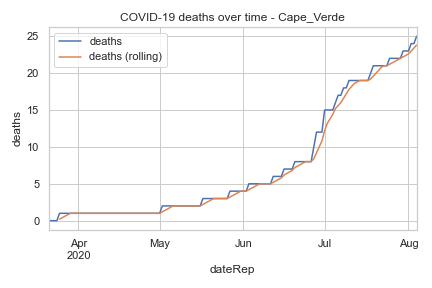 COVID-19 deaths over time - Cape_Verde
deaths
deaths (rolling)
25
20
15
10
5
0
deaths
Apr
2020
May
Jun
Jul
Aug
dateRep